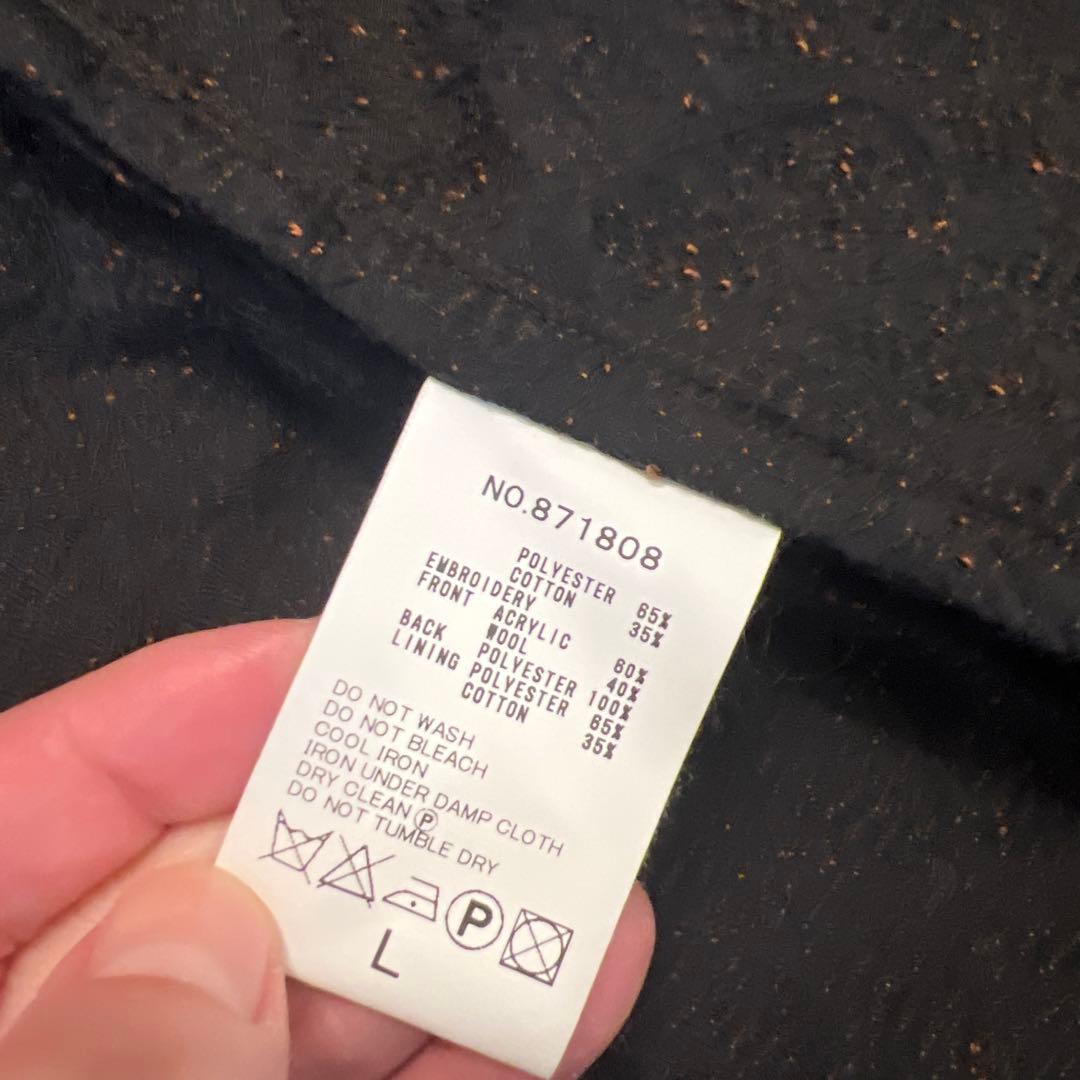 NO.871808
POLYESTER 65%
COTTON 35%
EMBROIDERY
FRONT ACRYLIC 60%
WOOL 40%
BACK POLYESTER 100%
LINING POLYESTER 65%
COTTON 35%
DO NOT WASH
DO NOT BLEACH
COOL IRON
IRON UNDER DAMP CLOTH
DRY CLEAN Ⓟ
DO NOT TUMBLE DRY
P
L